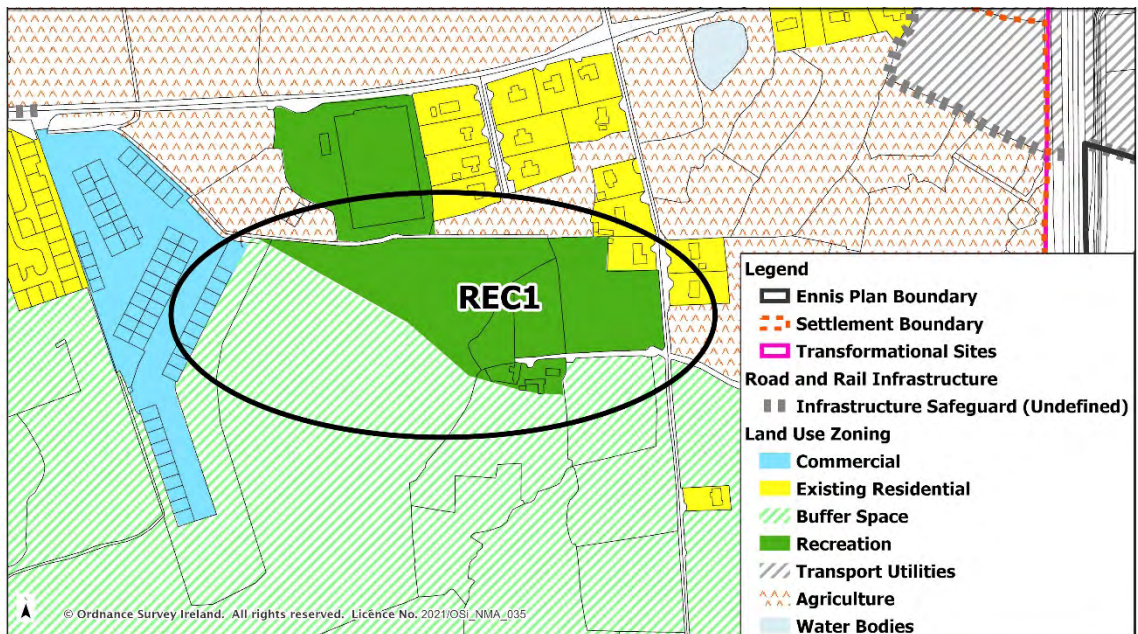 REC1
Legend
Ennis Plan Boundary
Settlement Boundary
Transformational Sites
Road and Rail Infrastructure
Infrastructure Safeguard (Undefined)
Land Use Zoning
Commercial
Existing Residential
Buffer Space
Recreation
Transport Utilities
Agriculture
Water Bodies
© Ordnance Survey Ireland. All rights reserved. Licence No. 2021/OSi_NMA_035